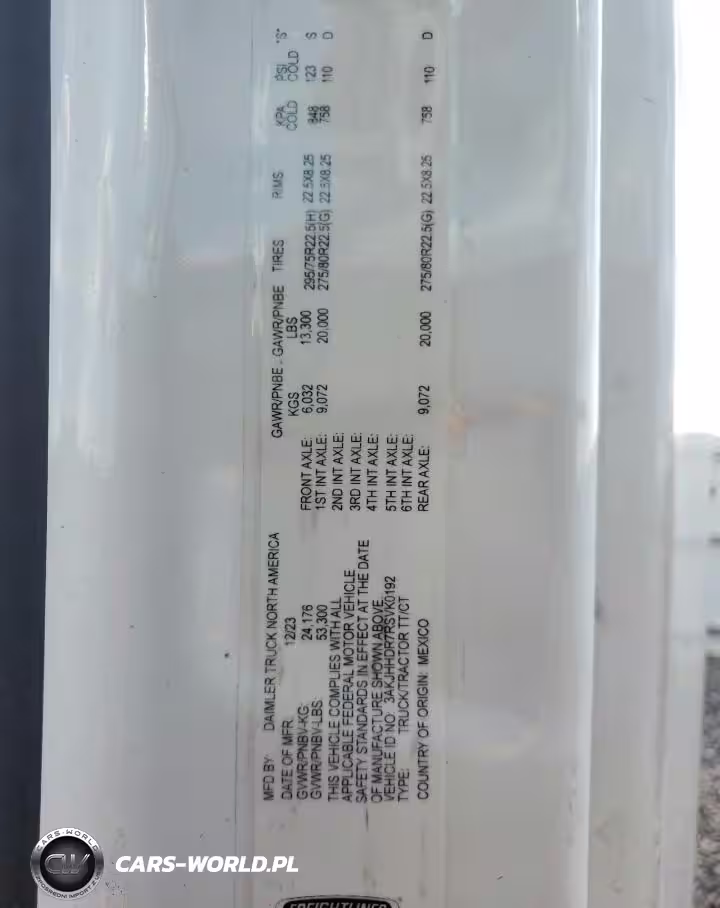 MFD BY: DAIMLER TRUCK NORTH AMERICA
DATE OF MFR: 12/23
GVWR/PNBV-KG: 24,176
GVWR/PNBV-LBS: 53,300
THIS VEHICLE COMPLIES WITH ALL
APPLICABLE FEDERAL MOTOR VEHICLE
SAFETY STANDARDS IN EFFECT AT THE DATE
OF MANUFACTURE SHOWN ABOVE.
VEHICLE ID NO: 3AKJHHDR7RSVK0192
TYPE: TRUCK/TRACTOR TT/CT
COUNTRY OF ORIGIN: MEXICO
GAWR/PNBE - GAWR/PNBE TIRES RIMS KPA PSI "S"
KGS LBS COLD COLD
FRONT AXLE: 6,032 13,300 295/75R22.5(H) 22.5X8.25 848 123 S
1ST INT AXLE: 9,072 20,000 275/80R22.5(G) 22.5X8.25 758 110 D
2ND INT AXLE:
3RD INT AXLE:
4TH INT AXLE:
5TH INT AXLE:
6TH INT AXLE:
REAR AXLE: 9,072 20,000 275/80R22.5(G) 22.5X8.25 758 110 D
FREIGHTLINER
CARS-WORLD
CW
CARS-WORLD.PL